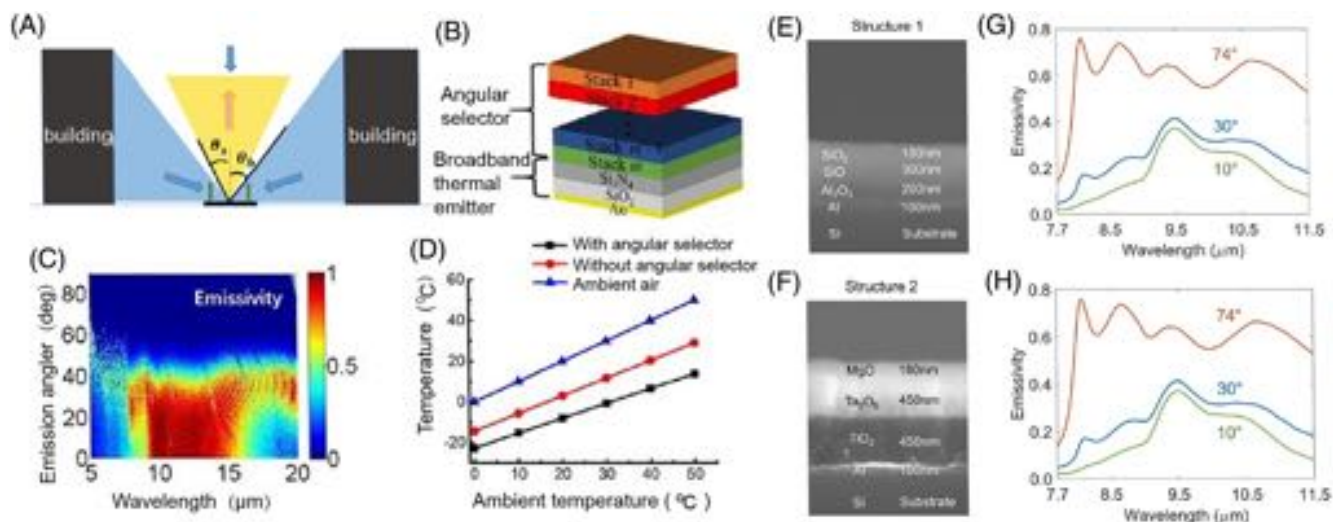 (A)
building
building
θa
θb
(B)
Angular
selector
Broadband
thermal
emitter
Stack 1
Stack m
Si3N4
SiO2
Au
(C)
Emissivity
Emission angler (deg)
80
60
40
20
0
5
10
15
20
Wavelength (μm)
1
0.5
0
(D)
With angular selector
Without angular selector
Ambient air
Temperature (°C)
60
40
20
0
-20
0
10
20
30
40
50
Ambient temperature (°C)
(E)
Structure 1
SiO2
SiO
300nm
Al2O3
Al
100nm
Si
Substrate
(F)
Structure 2
MgO
180nm
Ta2O5
450nm
TiO2
450nm
Al
100nm
Si
Substrate
(G)
Emissivity
0.8
0.6
0.4
0.2
0.0
74°
30°
10°
7.7
8.5
9.5
10.5
11.5
Wavelength (μm)
(H)
Emissivity
0.8
0.6
0.4
0.2
0.0
74°
30°
10°
7.7
8.5
9.5
10.5
11.5
Wavelength (μm)